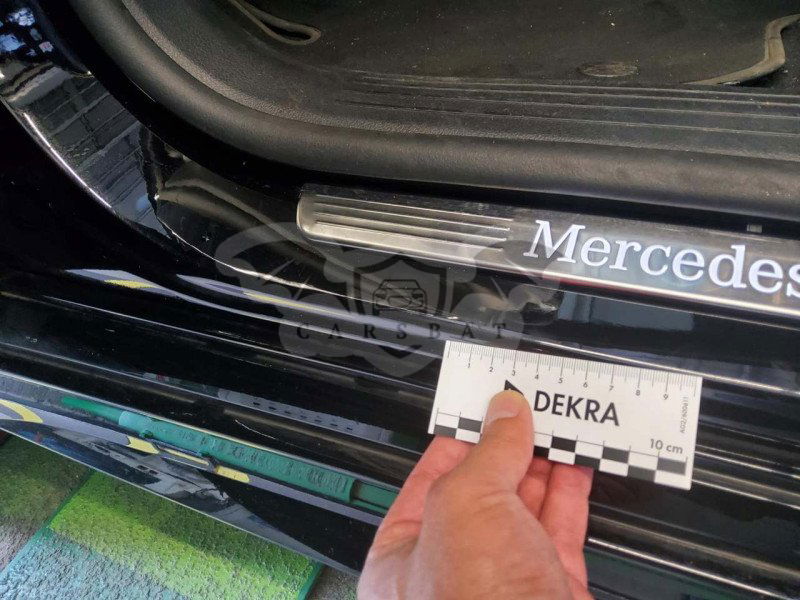 Mercedes
CARSBAT
1 2 3 4 5 6 7 8 9
DEKRA
10 cm